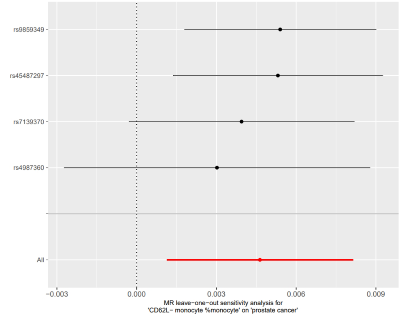 rs9859349
rs45487297
rs7139370
rs4987360
All
−0.003 0.000 0.003 0.006 0.009
MR leave−one−out sensitivity analysis for
'CD62L− monocyte %monocyte' on 'prostate cancer'